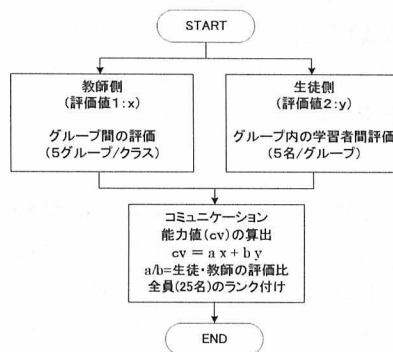 START
教師側
(評価値1:x)
グループ間の評価
(5グループ/クラス)
生徒側
(評価値2:y)
グループ内の学習者間評価
(5名/グループ)
コミュニケーション
能力値(cv)の算出
cv = a x + b y
a/b=生徒・教師の評価比
全員(25名)のランク付け
END